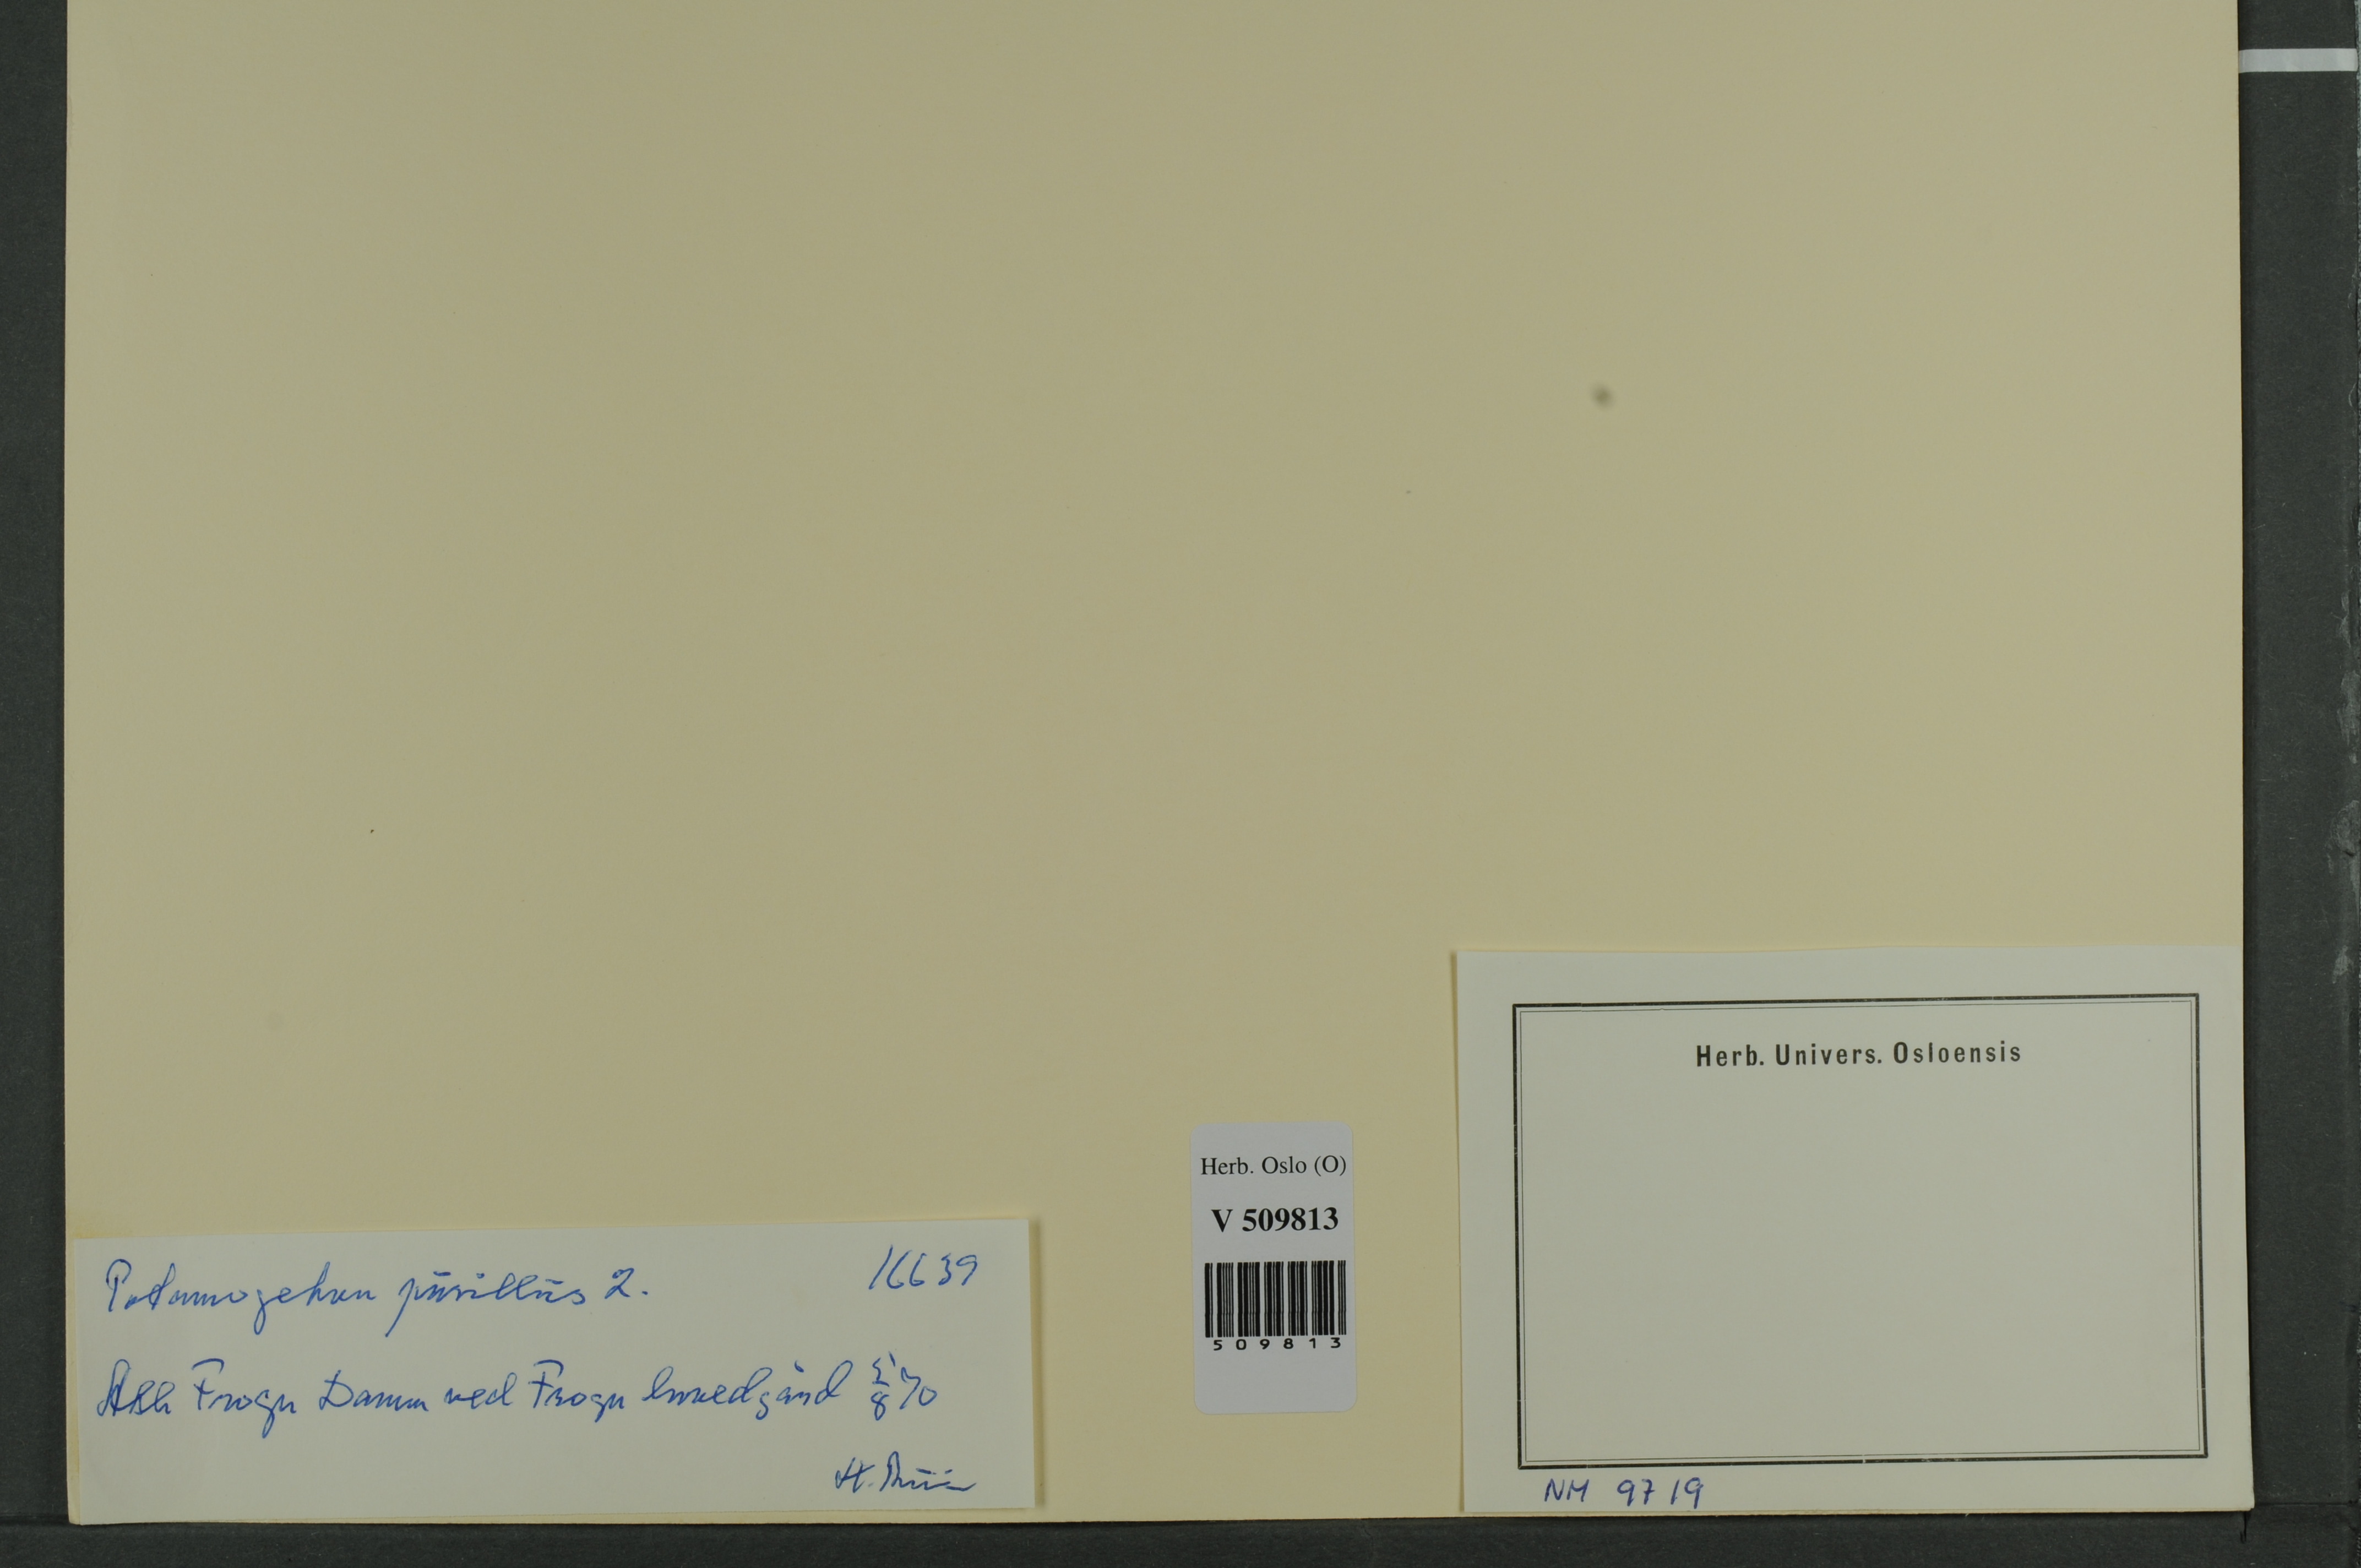 Potamogeton pusillus L.
16639
Akh Frogn Damm ved Frogn hovedgård 5/8 70
H.
Herb. Oslo (O)
V 509813
509813
Herb. Univers. Osloensis
NM 9719